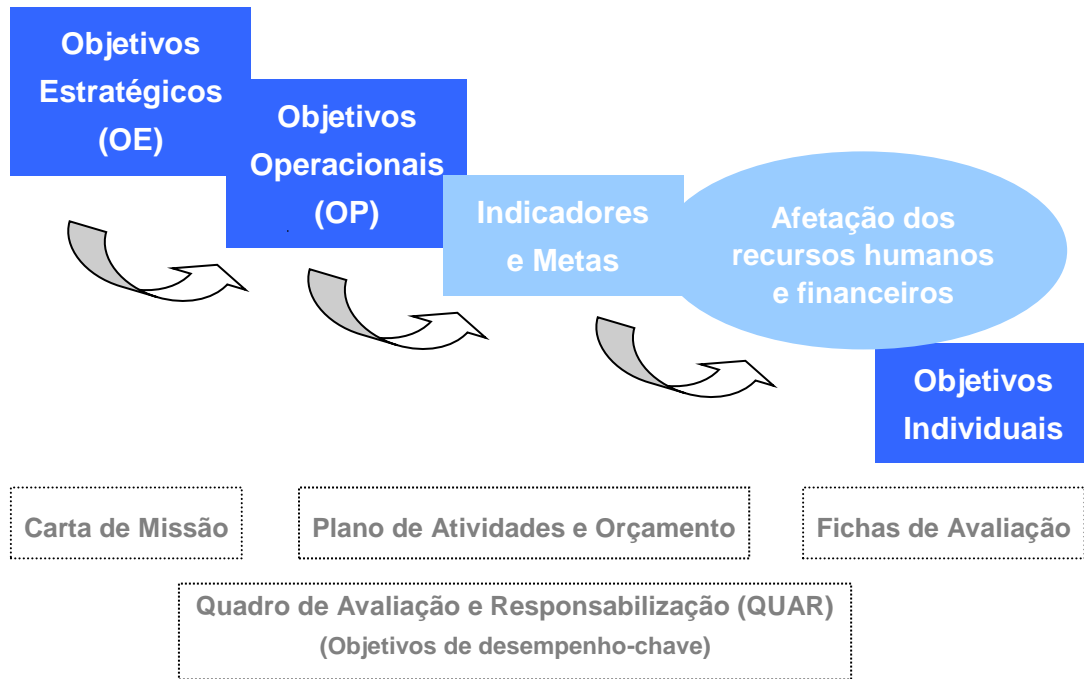 Objetivos
Estratégicos
(OE)
Objetivos
Operacionais
(OP)
Indicadores
e Metas
Afetação dos
recursos humanos
e financeiros
Objetivos
Individuais
Carta de Missão
Plano de Atividades e Orçamento
Fichas de Avaliação
Quadro de Avaliação e Responsabilização (QUAR)
(Objetivos de desempenho-chave)